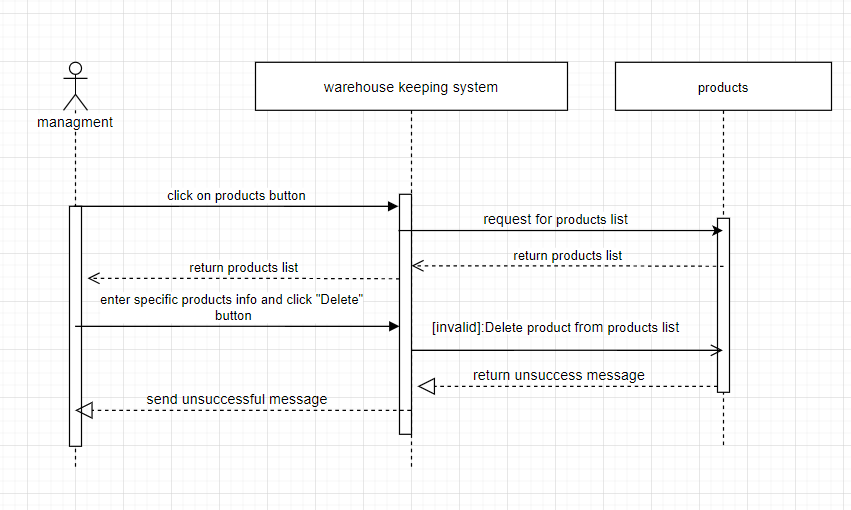 warehouse keeping system
products
managment
click on products button
request for products list
return products list
return products list
enter specific products info and click "Delete"
button
[invalid]:Delete product from products list
return unsuccess message
send unsuccessful message